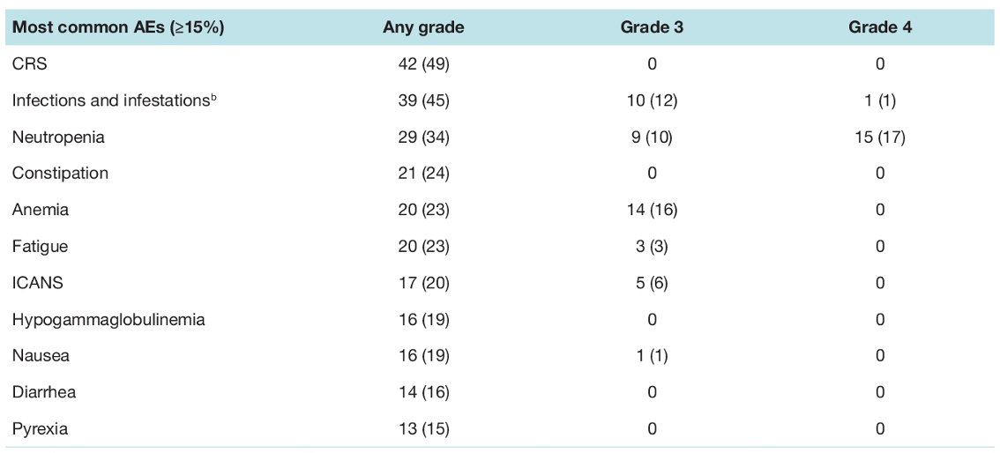 Most common AEs (≥15%) Any grade Grade 3 Grade 4
CRS 42 (49) 0 0
Infections and infestationsᵇ 39 (45) 10 (12) 1 (1)
Neutropenia 29 (34) 9 (10) 15 (17)
Constipation 21 (24) 0 0
Anemia 20 (23) 14 (16) 0
Fatigue 20 (23) 3 (3) 0
ICANS 17 (20) 5 (6) 0
Hypogammaglobulinemia 16 (19) 0 0
Nausea 16 (19) 1 (1) 0
Diarrhea 14 (16) 0 0
Pyrexia 13 (15) 0 0